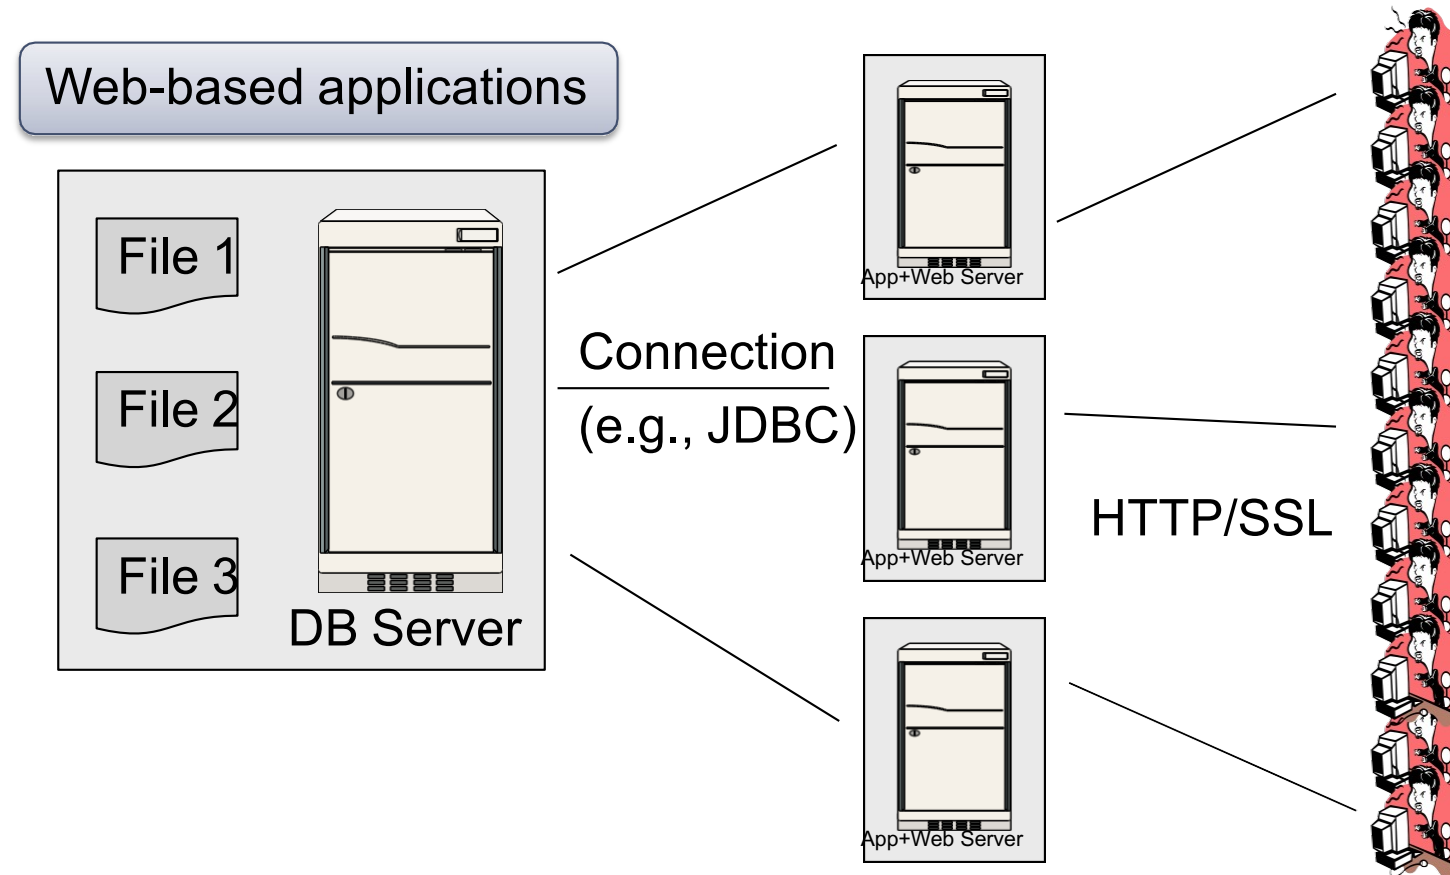 Web-based applications
File 1
File 2
File 3
DB Server
Connection
(e.g., JDBC)
App+Web Server
App+Web Server
App+Web Server
HTTP/SSL